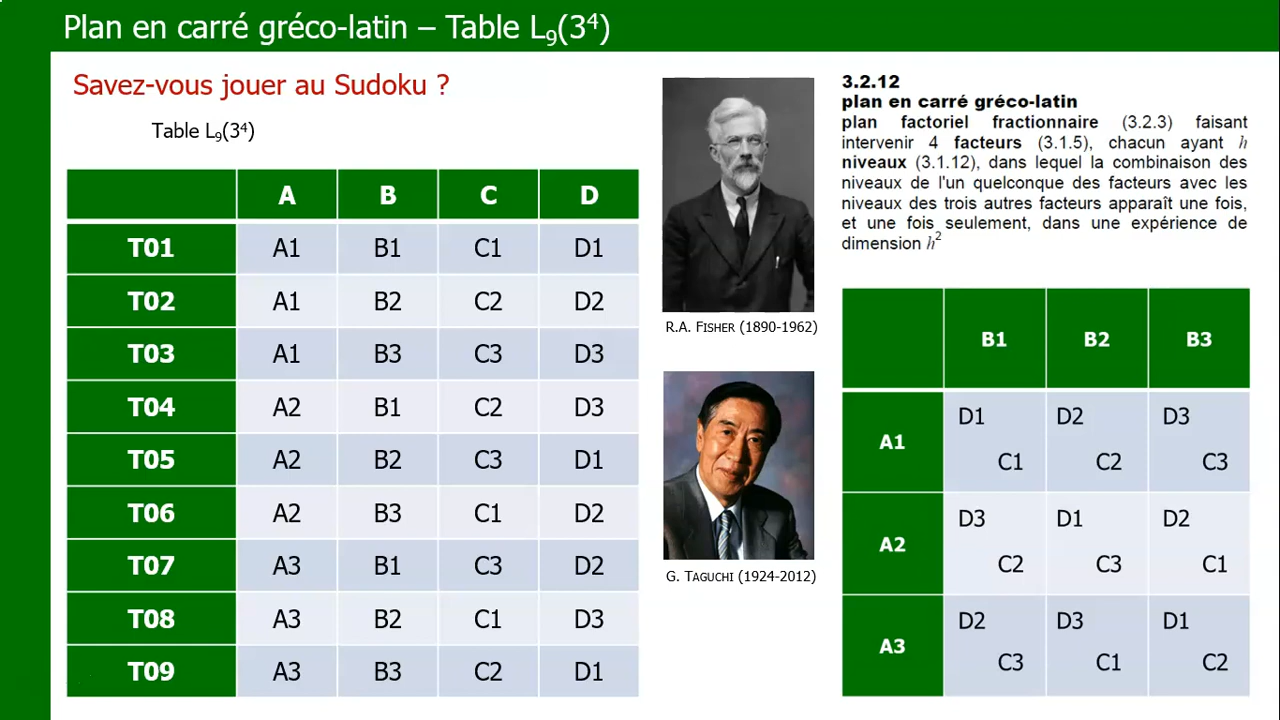 Plan en carré gréco-latin – Table L₉(3⁴)
Savez-vous jouer au Sudoku ?
Table L₉(3⁴)
A B C D
T01 A1 B1 C1 D1
T02 A1 B2 C2 D2
T03 A1 B3 C3 D3
T04 A2 B1 C2 D3
T05 A2 B2 C3 D1
T06 A2 B3 C1 D2
T07 A3 B1 C3 D2
T08 A3 B2 C1 D3
T09 A3 B3 C2 D1
R.A. FISHER (1890-1962)
G. TAGUCHI (1924-2012)
3.2.12
plan en carré gréco-latin
plan factoriel fractionnaire (3.2.3) faisant
intervenir 4 facteurs (3.1.5), chacun ayant h
niveaux (3.1.12), dans lequel la combinaison des
niveaux de l'un quelconque des facteurs avec les
niveaux des trois autres facteurs apparaît une fois,
et une fois seulement, dans une expérience de
dimension h²
B1 B2 B3
D1 D2 D3
A1
C1 C2 C3
D3 D1 D2
A2
C2 C3 C1
D2 D3 D1
A3
C3 C1 C2